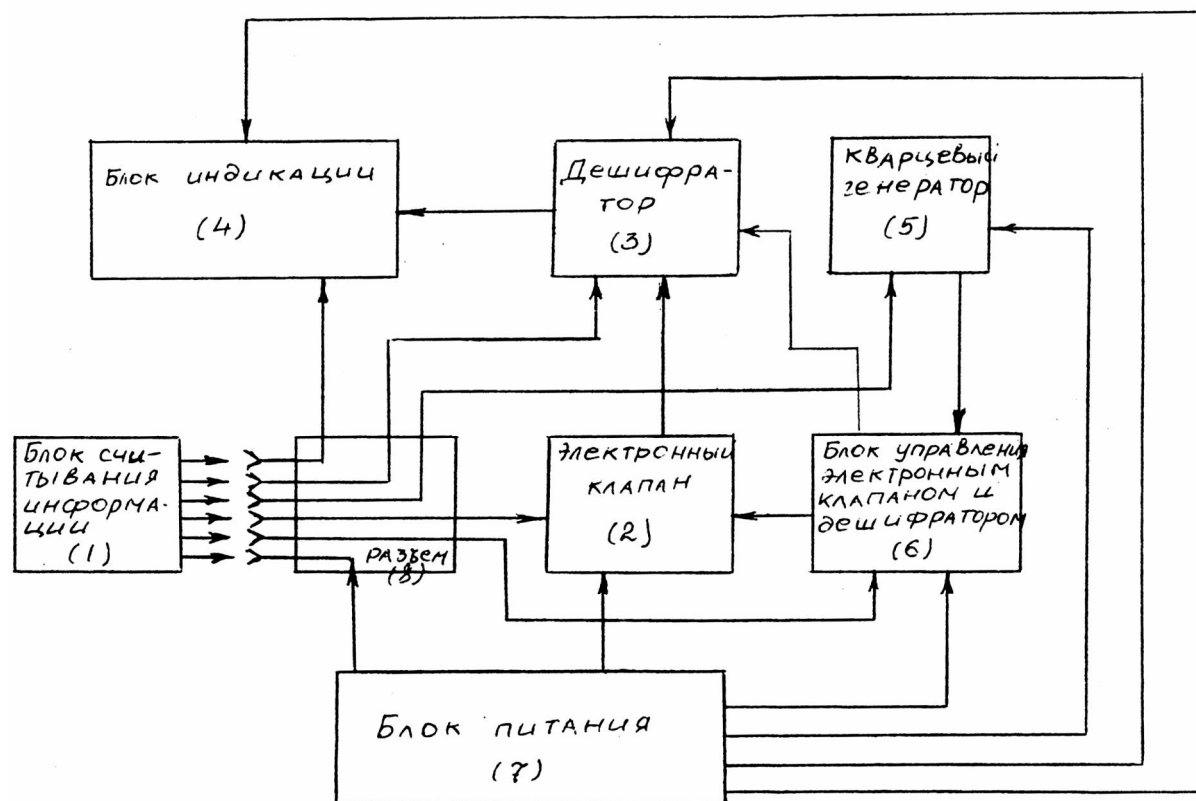 Блок индикации
(4)
Дешифра-
тор
(3)
кварцевый
генератор
(5)
Блок счи-
тывания
информа-
ции
(1)
разъем
(8)
Электронный
клапан
(2)
Блок управления
электронным
клапаном и
дешифратором
(6)
Блок питания
(7)